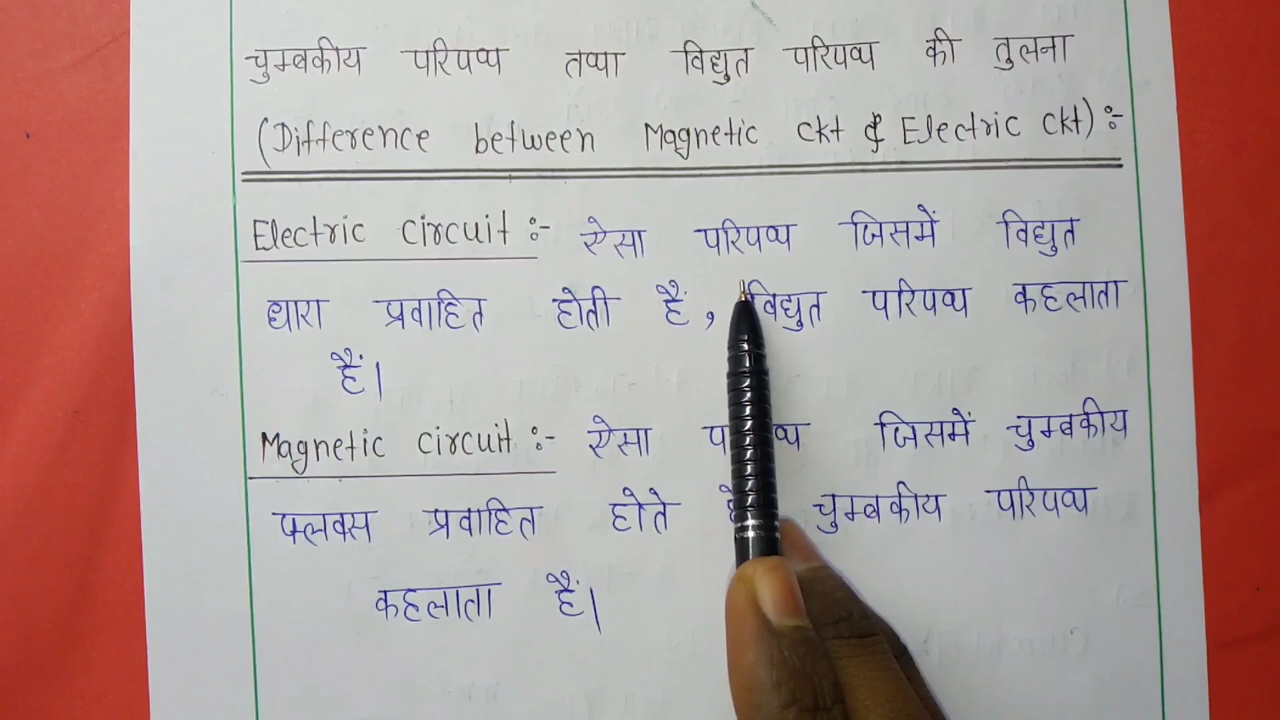 चुम्बकीय परिपथ तथा विद्युत परिपथ की तुलना
(Difference between Magnetic ckt & Electric ckt) :-
Electric circuit :- ऐसा परिपथ जिसमें विद्युत
धारा प्रवाहित होती हैं, विद्युत परिपथ कहलाता
हैं।
Magnetic circuit :- ऐसा जिसमें चुम्बकीय
फ्लक्स प्रवाहित होते चुम्बकीय परिपथ
कहलाता हैं।